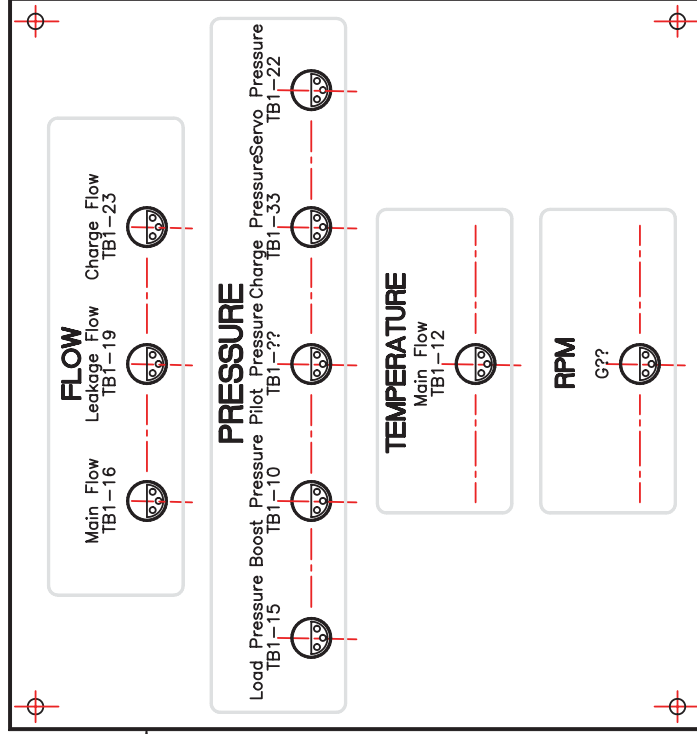 FLOW
Main Flow
TB1-16
Leakage Flow
TB1-19
Charge Flow
TB1-23
PRESSURE
Load Pressure
TB1-15
Boost Pressure
TB1-10
Pilot Pressure
TB1-??
Charge Pressure
TB1-33
Servo Pressure
TB1-22
TEMPERATURE
Main Flow
TB1-12
RPM
G??